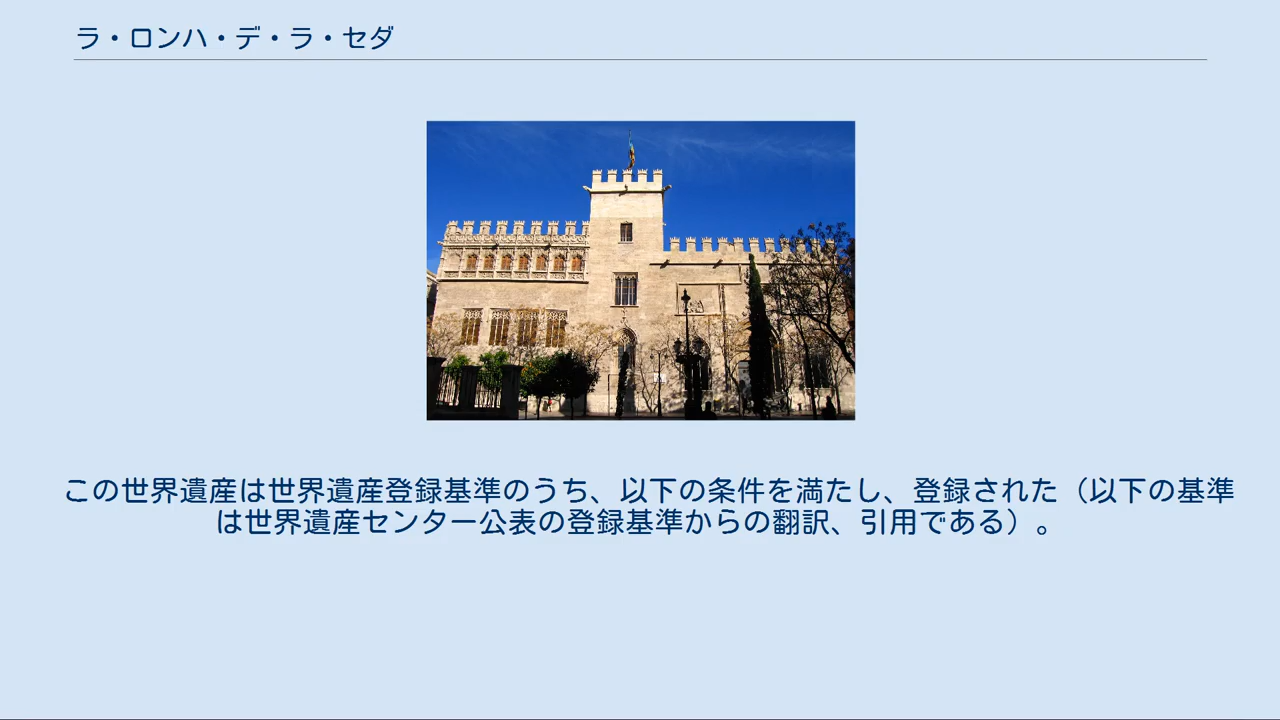 ラ・ロンハ・デ・ラ・セダ
この世界遺産は世界遺産登録基準のうち、以下の条件を満たし、登録された（以下の基準
は世界遺産センター公表の登録基準からの翻訳、引用である）。